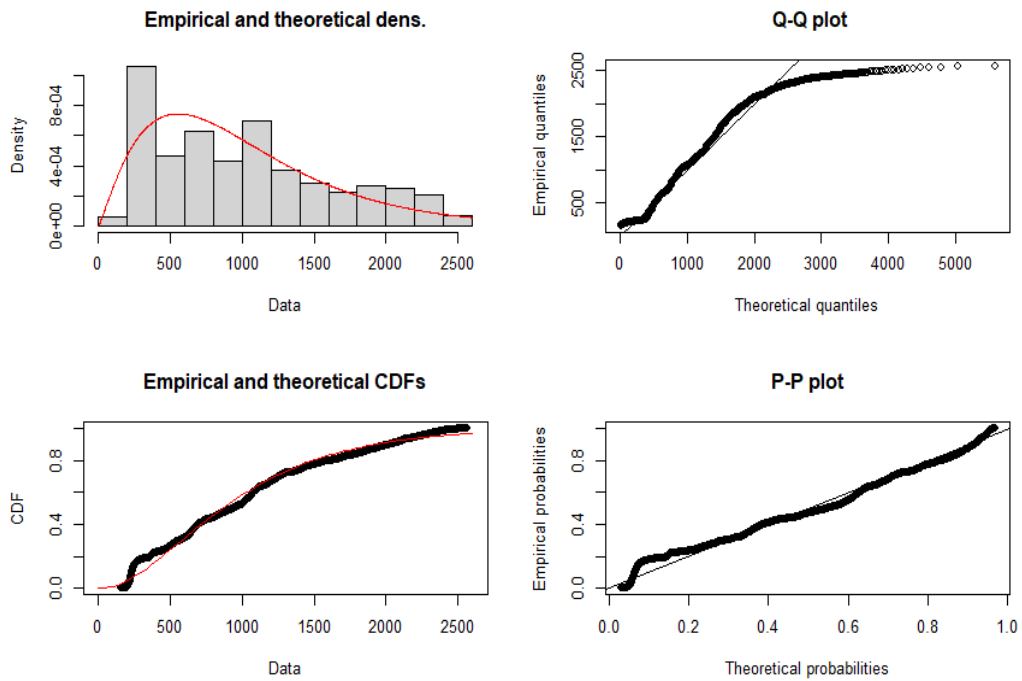 Empirical and theoretical dens.
Density
0e+00 4e-04 8e-04
0 500 1000 1500 2000 2500
Data
Q-Q plot
Empirical quantiles
500 1500 2500
0 1000 2000 3000 4000 5000
Theoretical quantiles
Empirical and theoretical CDFs
CDF
0.0 0.4 0.8
0 500 1000 1500 2000 2500
Data
P-P plot
Empirical probabilities
0.0 0.4 0.8
0.0 0.2 0.4 0.6 0.8 1.0
Theoretical probabilities